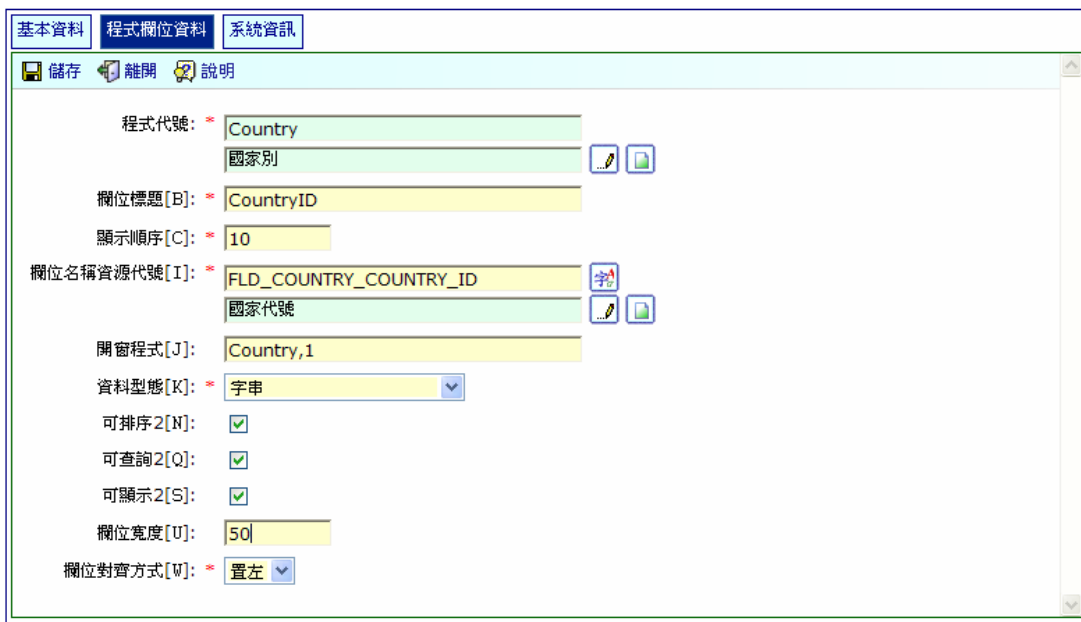 基本資料 程式欄位資料 系統資訊
儲存 離開 說明
程式代號: * Country
國家別
欄位標題[B]: * CountryID
顯示順序[C]: * 10
欄位名稱資源代號[I]: * FLD_COUNTRY_COUNTRY_ID 字
國家代號
開窗程式[J]: Country,1
資料型態[K]: * 字串
可排序2[N]:
可查詢2[Q]:
可顯示2[S]:
欄位寬度[U]: 50
欄位對齊方式[W]: * 置左